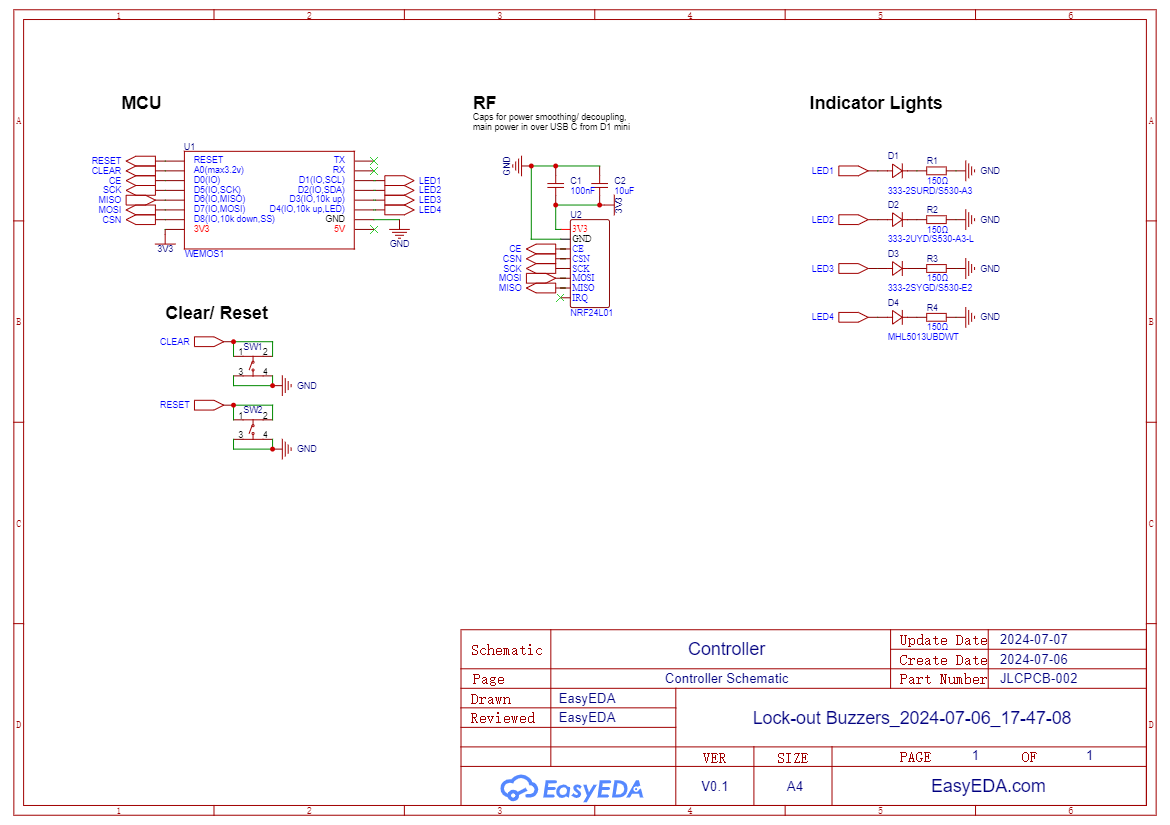 1 2 3 4 5 6
A A
B B
C C
D D
MCU
U1
RESET
CLEAR
CE
SCK
MISO
MOSI
CSN
RESET
A0(max3.2v)
D0(IO)
D5(IO,SCK)
D6(IO,MISO)
D7(IO,MOSI)
D8(IO,10k down,SS)
3V3
TX
RX
D1(IO,SCL)
D2(IO,SDA)
D3(IO,10k up)
D4(IO,10k up,LED)
GND
5V
LED1
LED2
LED3
LED4
3V3
WEMOS1
GND
RF
Caps for power smoothing/ decoupling,
main power in over USB C from D1 mini
GND
C1
100nF
C2
10uF
3V3
U2
3V3
GND
CE
CSN
SCK
MOSI
MISO
IRQ
CE
CSN
SCK
MOSI
MISO
NRF24L01
Indicator Lights
LED1 D1 R1 GND
150Ω
333-2SURD/S530-A3
LED2 D2 R2 GND
150Ω
333-2UYD/S530-A3-L
LED3 D3 R3 GND
150Ω
333-2SYGD/S530-E2
LED4 D4 R4 GND
150Ω
MHL5013UBDWT
Clear/ Reset
CLEAR
SW1
1 2
3 4
GND
RESET
SW2
1 2
3 4
GND
Schematic Controller
Update Date 2024-07-07
Create Date 2024-07-06
Page Controller Schematic Part Number JLCPCB-002
Drawn EasyEDA
Reviewed EasyEDA
Lock-out Buzzers_2024-07-06_17-47-08
VER SIZE PAGE 1 OF 1
EasyEDA V0.1 A4 EasyEDA.com
1 2 3 4 5 6